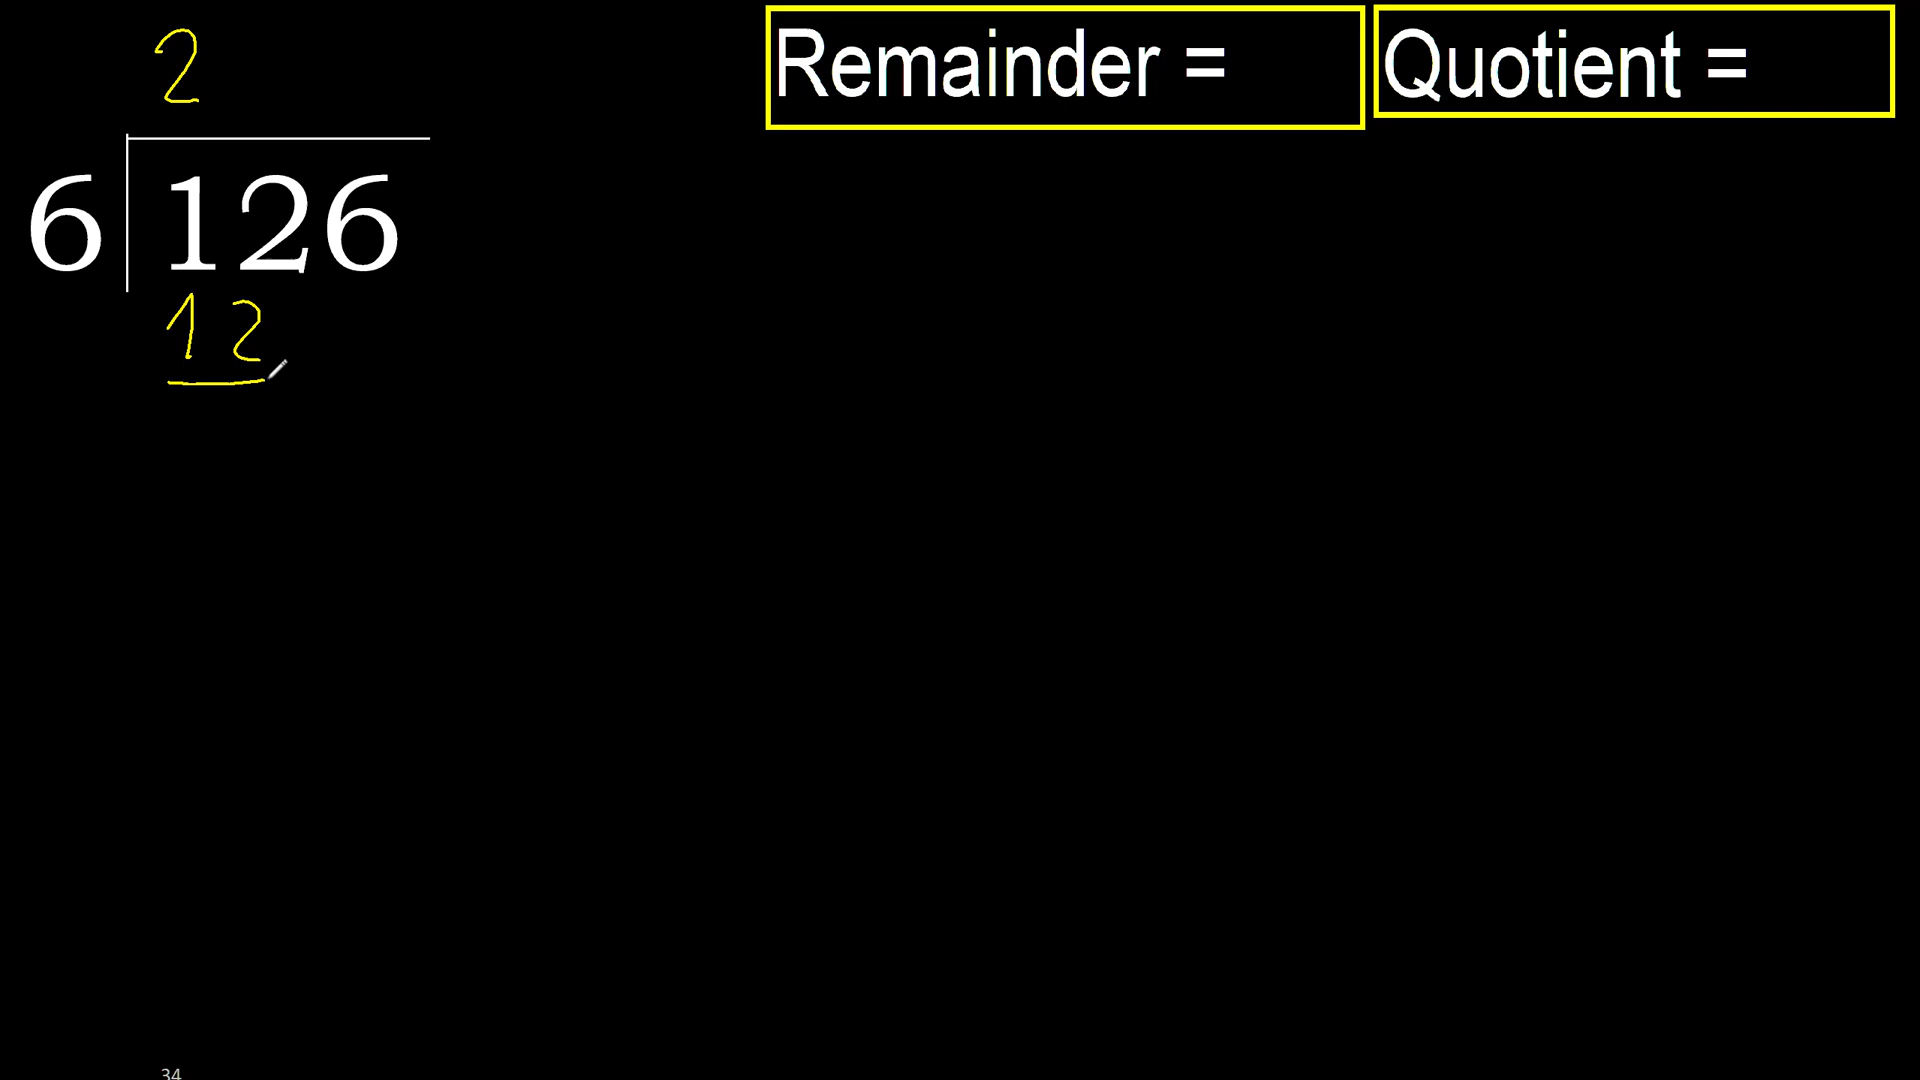 2
Remainder =
Quotient =
6 126
12
34